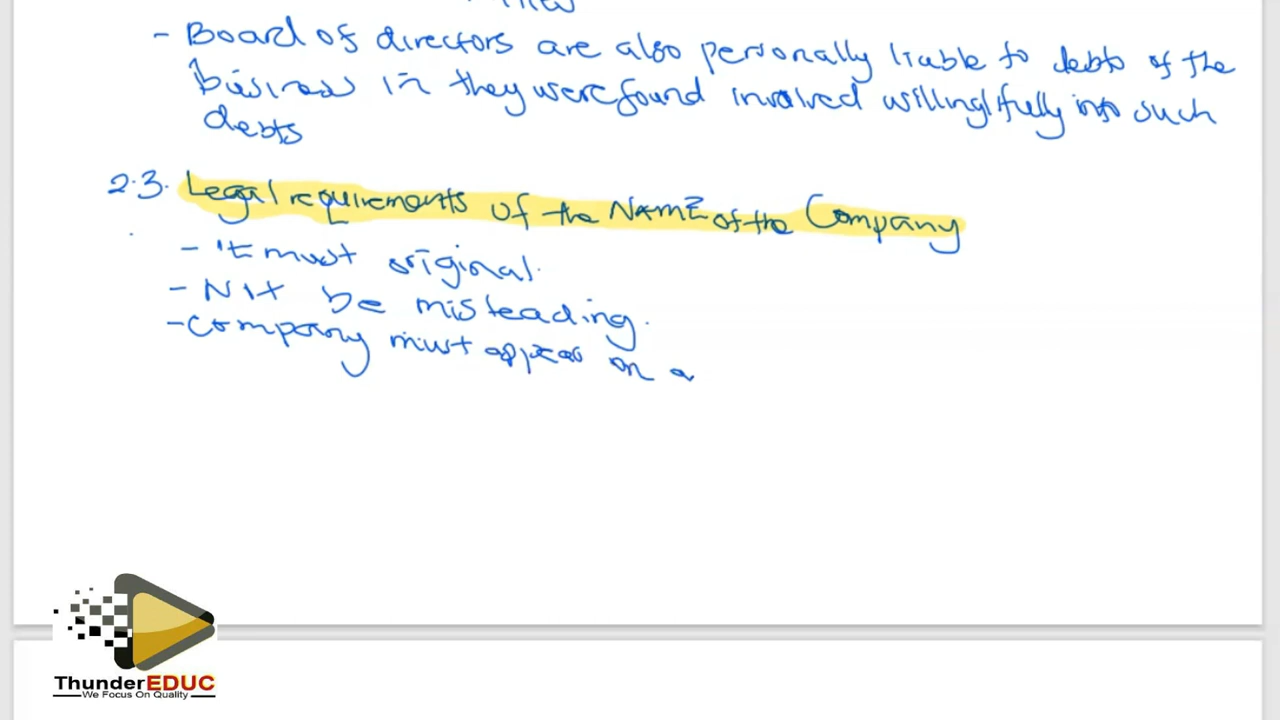 - Board of directors are also personally liable to debts of the
business in they were found involved willingl/fully into such
debts
2.3. Legal requirements of the NAME of the Company
- It must original.
- Not be misleading.
- Company must appear on a
ThunderEDUC
We Focus On Quality